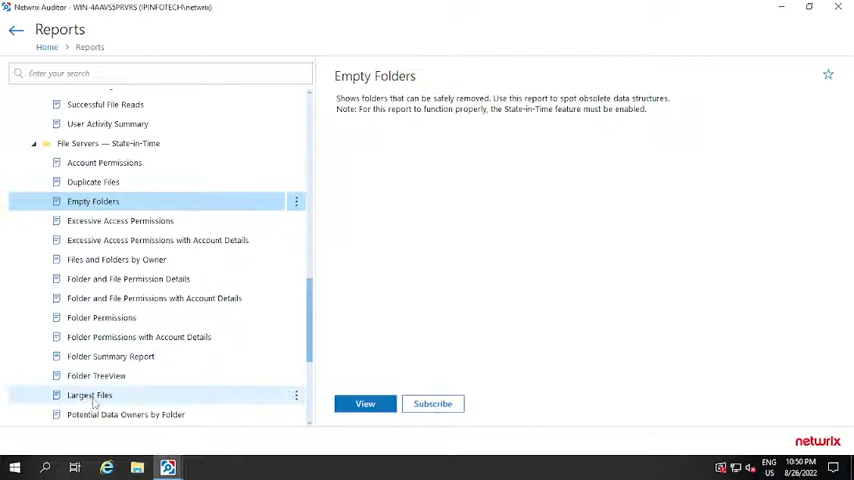 Netwrix Auditor - WIN-4AAVS5PRVRS (IPINFOTECH\netwrix)
Reports
Home > Reports
Enter your search
Successful File Reads
User Activity Summary
File Servers — State-in-Time
Account Permissions
Duplicate Files
Empty Folders
Excessive Access Permissions
Excessive Access Permissions with Account Details
Files and Folders by Owner
Folder and File Permission Details
Folder and File Permissions with Account Details
Folder Permissions
Folder Permissions with Account Details
Folder Summary Report
Folder TreeView
Largest Files
Potential Data Owners by Folder
Empty Folders
Shows folders that can be safely removed. Use this report to spot obsolete data structures.
Note: For this report to function properly, the State-in-Time feature must be enabled.
View
Subscribe
netwrix
ENG
US
10:50 PM
8/26/2022